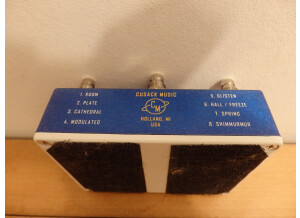 1. ROOM
2. PLATE
3. CATHEDRAL
4. MODULATED
CUSACK MUSIC
CM
HOLLAND, MI
USA
5. GLISTEN
6. HALL / FREEZE
7. SPRING
8. SHIMMURMUR